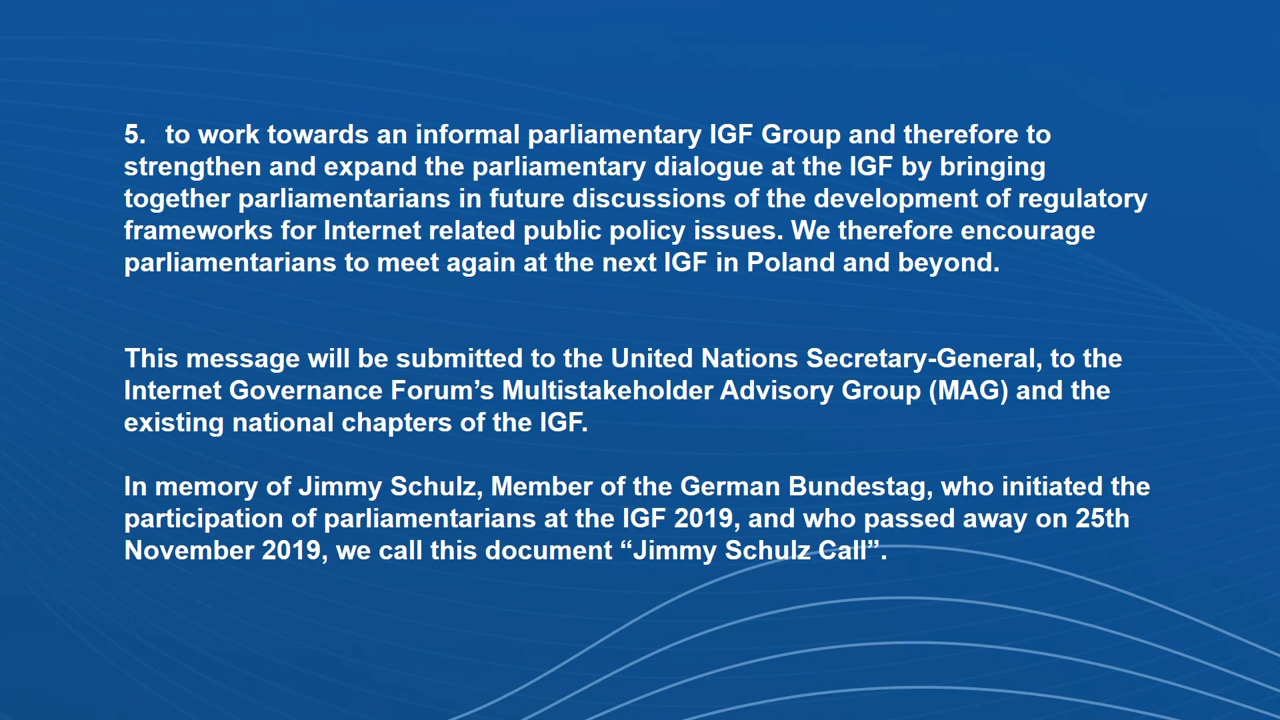 5. to work towards an informal parliamentary IGF Group and therefore to
strengthen and expand the parliamentary dialogue at the IGF by bringing
together parliamentarians in future discussions of the development of regulatory
frameworks for Internet related public policy issues. We therefore encourage
parliamentarians to meet again at the next IGF in Poland and beyond.
This message will be submitted to the United Nations Secretary-General, to the
Internet Governance Forum’s Multistakeholder Advisory Group (MAG) and the
existing national chapters of the IGF.
In memory of Jimmy Schulz, Member of the German Bundestag, who initiated the
participation of parliamentarians at the IGF 2019, and who passed away on 25th
November 2019, we call this document “Jimmy Schulz Call”.